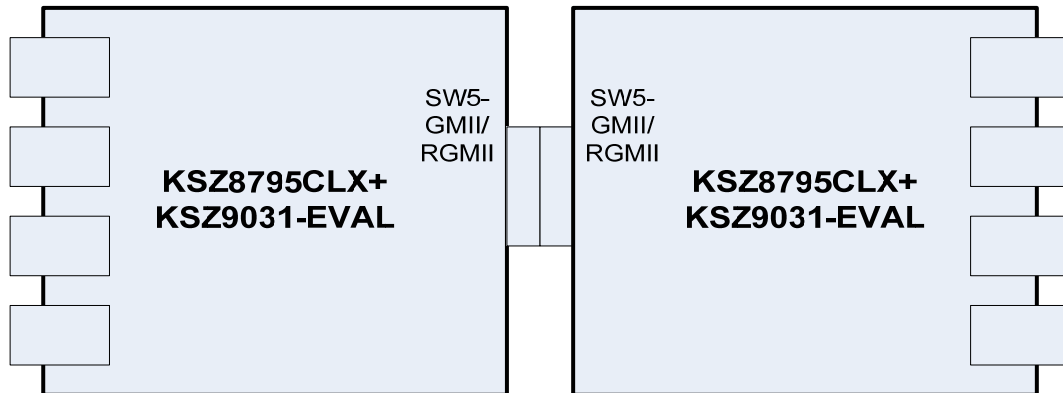 SW5-
GMII/
RGMII
KSZ8795CLX+
KSZ9031-EVAL
SW5-
GMII/
RGMII
KSZ8795CLX+
KSZ9031-EVAL